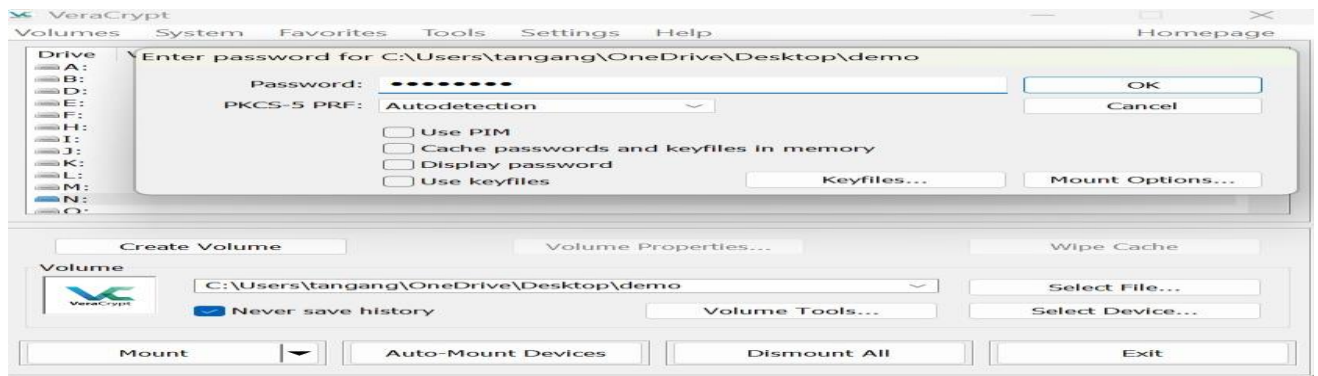 VeraCrypt
Volumes System Favorites Tools Settings Help Homepage
Drive
Enter password for C:\Users\tangang\OneDrive\Desktop\demo
A:
B:
D:
E:
F:
H:
I:
J:
K:
L:
M:
N:
O:
Password: ●●●●●●●● OK
PKCS-5 PRF: Autodetection Cancel
Use PIM
Cache passwords and keyfiles in memory
Display password
Use keyfiles Keyfiles... Mount Options...
Create Volume Volume Properties... Wipe Cache
Volume
VeraCrypt
C:\Users\tangang\OneDrive\Desktop\demo Select File...
Never save history Volume Tools... Select Device...
Mount Auto-Mount Devices Dismount All Exit